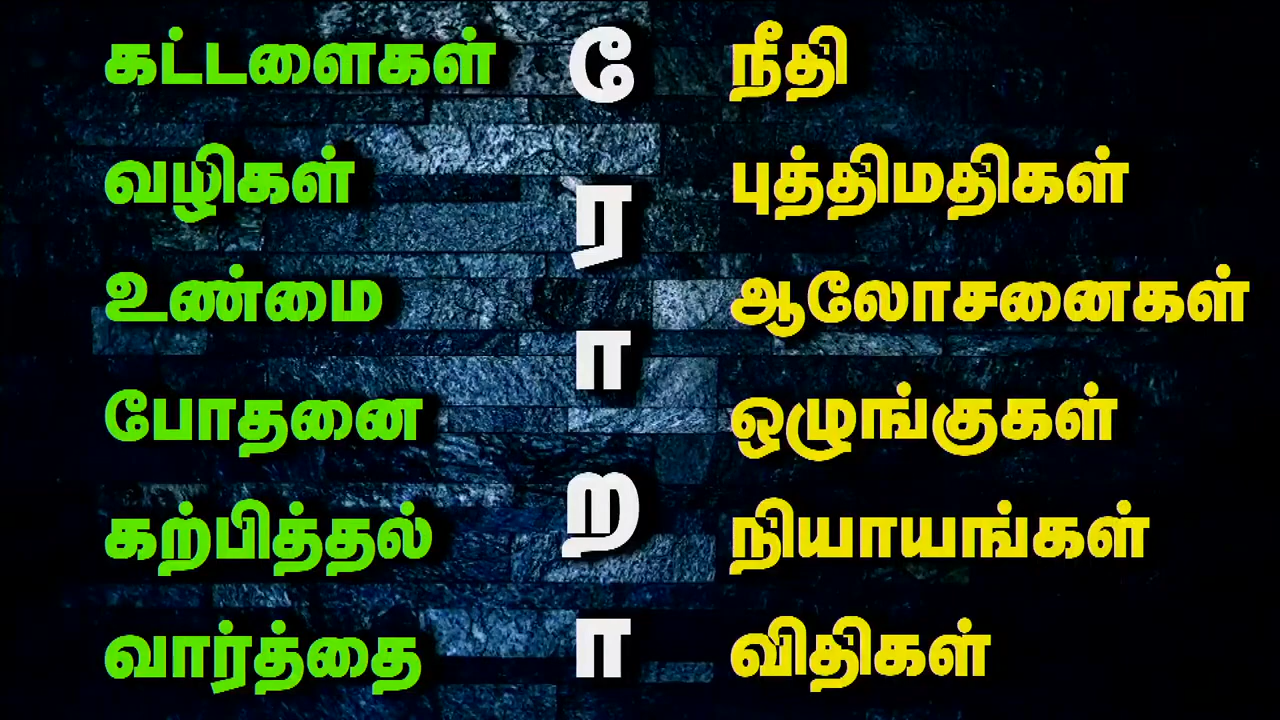 கட்டளைகள்
வழிகள்
உண்மை
போதனை
கற்பித்தல்
வார்த்தை
ே
ர
ா
ற
ா
நீதி
புத்திமதிகள்
ஆலோசனைகள்
ஒழுங்குகள்
நியாயங்கள்
விதிகள்